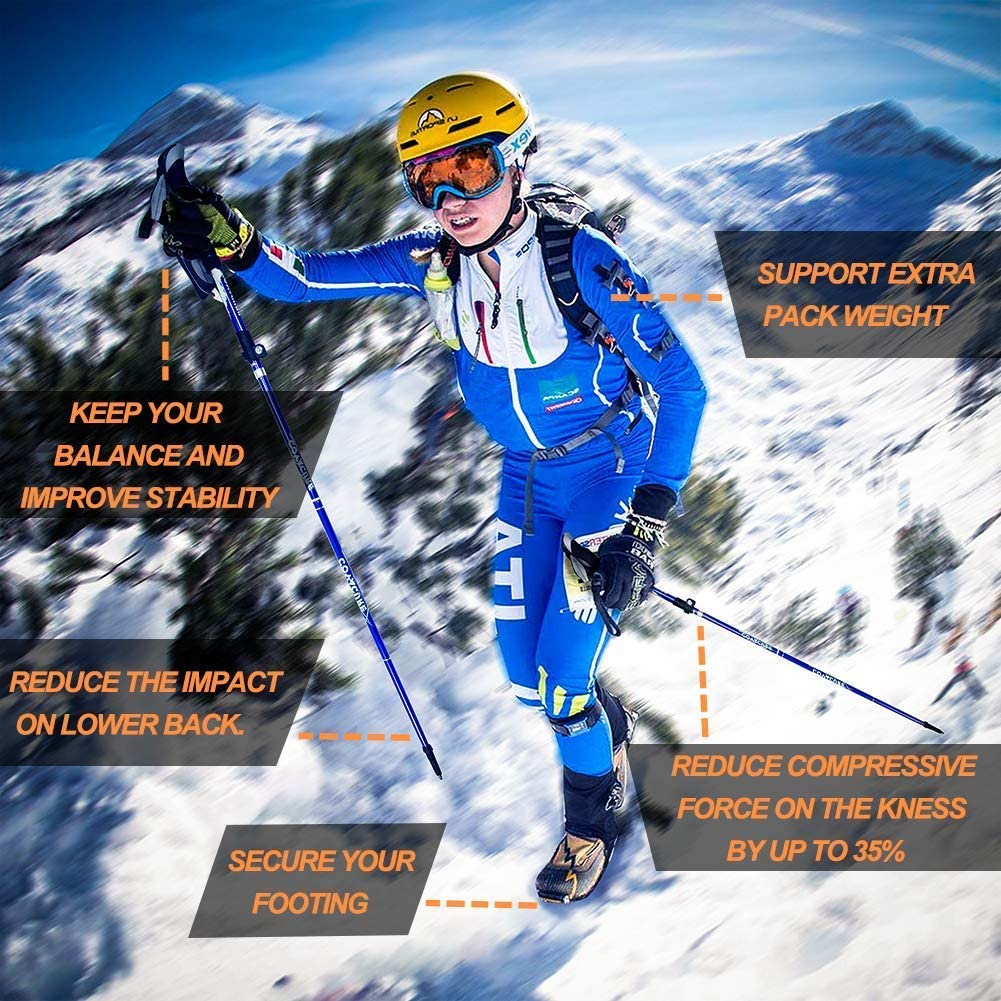 SUPPORT EXTRA
PACK WEIGHT
KEEP YOUR
BALANCE AND
IMPROVE STABILITY
ATI
REDUCE THE IMPACT
ON LOWER BACK.
REDUCE COMPRESSIVE
FORCE ON THE KNESS
BY UP TO 35%
SECURE YOUR
FOOTING